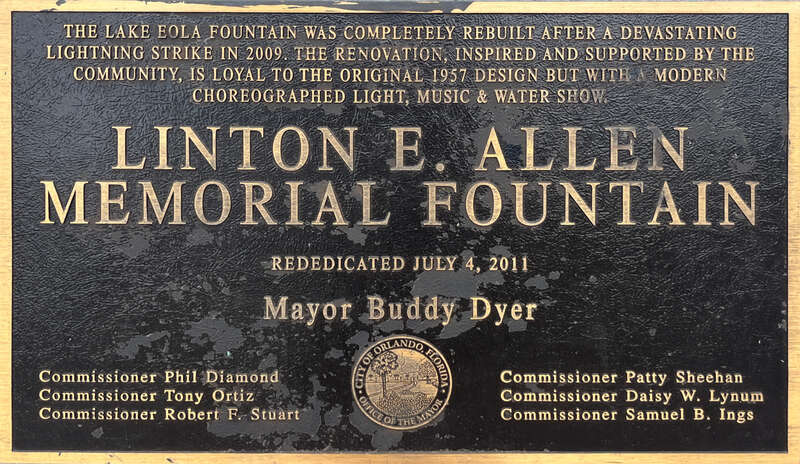 THE LAKE EOLA FOUNTAIN WAS COMPLETELY REBUILT AFTER A DEVASTATING
LIGHTNING STRIKE IN 2009. THE RENOVATION, INSPIRED AND SUPPORTED BY THE
COMMUNITY, IS LOYAL TO THE ORIGINAL 1957 DESIGN BUT WITH A MODERN
CHOREOGRAPHED LIGHT, MUSIC & WATER SHOW.
LINTON E. ALLEN
MEMORIAL FOUNTAIN
REDEDICATED JULY 4, 2011
Mayor Buddy Dyer
Commissioner Phil Diamond
Commissioner Tony Ortiz
Commissioner Robert F. Stuart
CITY OF ORLANDO, FLORIDA
OFFICE OF THE MAYOR
Commissioner Patty Sheehan
Commissioner Daisy W. Lynum
Commissioner Samuel B. Ings